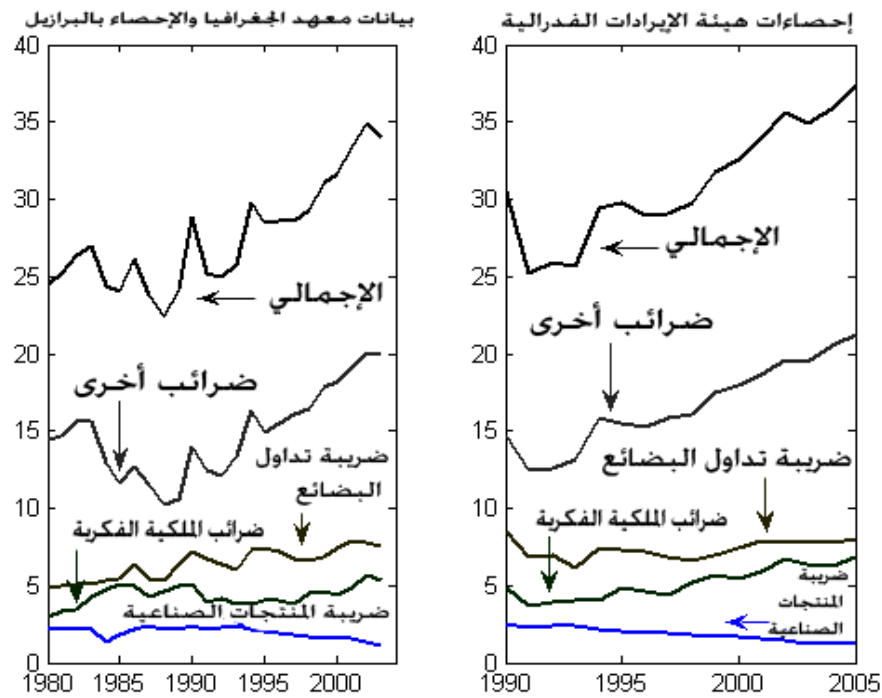 إحصاءات هيئة الإيرادات الفدرالية
بيانات معهد الجغرافيا والإحصاء بالبرازيل
40
35
30
25
20
15
10
5
0
1990
1995
2000
2005
الإجمالي
ضرائب أخرى
ضريبة تداول البضائع
ضرائب الملكية الفكرية
ضريبة
المنتجات
الصناعية
40
35
30
25
20
15
10
5
0
1980
1985
1990
1995
2000
الإجمالي
ضرائب أخرى
ضريبة تداول
البضائع
ضرائب الملكية الفكرية
ضريبة المنتجات الصناعية